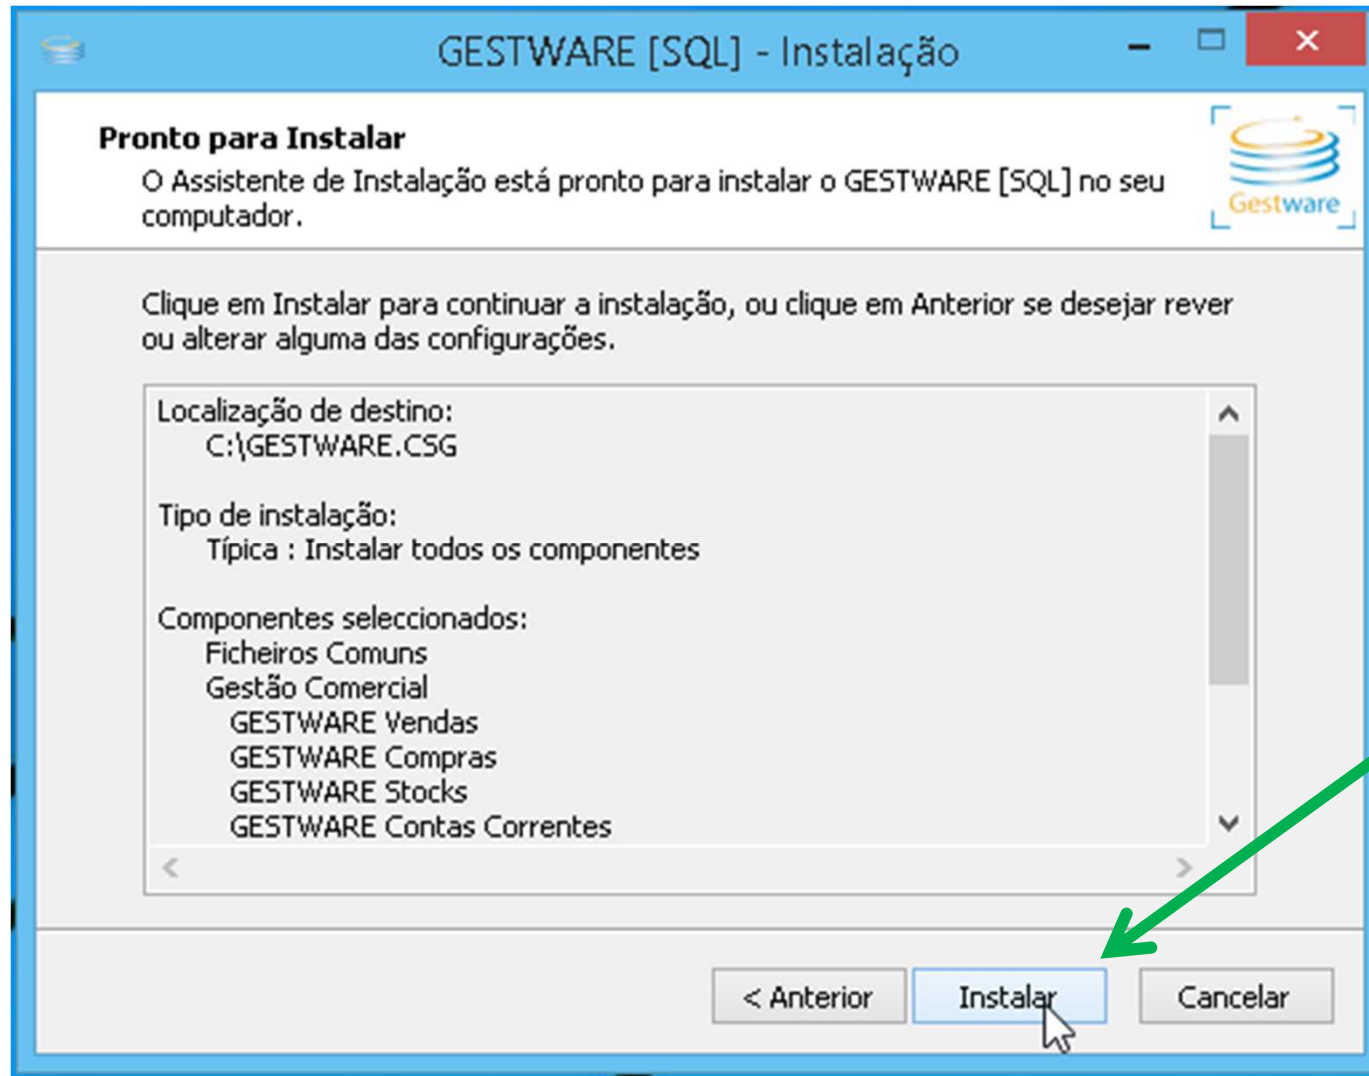 GESTWARE [SQL] - Instalação
Pronto para Instalar
O Assistente de Instalação está pronto para instalar o GESTWARE [SQL] no seu
computador.
Gestware
Clique em Instalar para continuar a instalação, ou clique em Anterior se desejar rever
ou alterar alguma das configurações.
Localização de destino:
C:\GESTWARE.CSG
Tipo de instalação:
Típica : Instalar todos os componentes
Componentes seleccionados:
Ficheiros Comuns
Gestão Comercial
GESTWARE Vendas
GESTWARE Compras
GESTWARE Stocks
GESTWARE Contas Correntes
< Anterior
Instalar
Cancelar